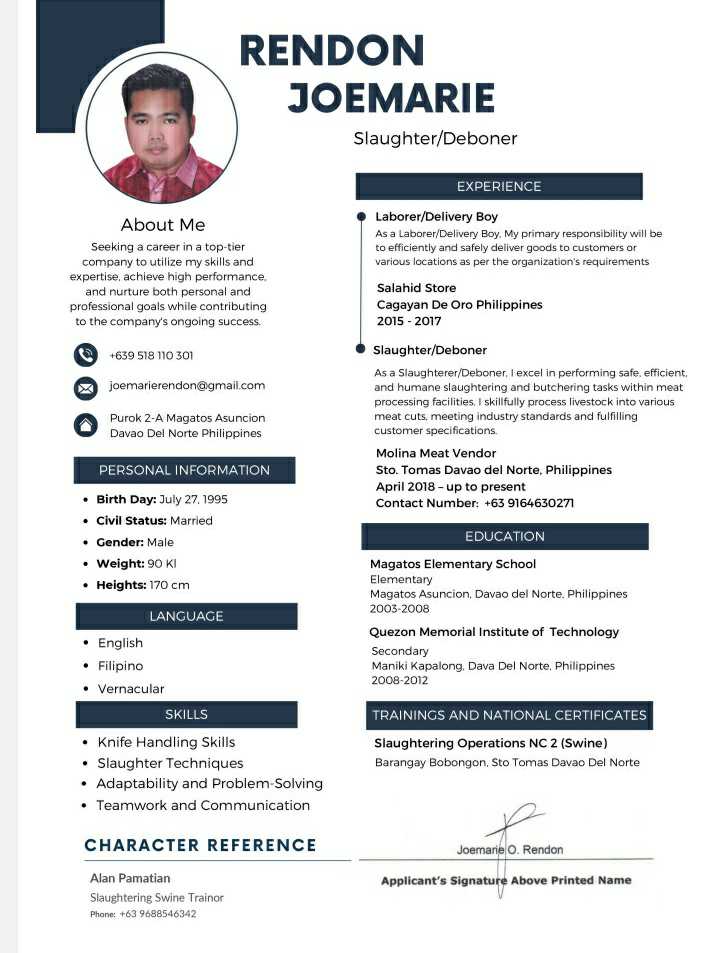 RENDON
JOEMARIE
Slaughter/Deboner
About Me
Seeking a career in a top-tier
company to utilize my skills and
expertise, achieve high performance,
and nurture both personal and
professional goals while contributing
to the company's ongoing success.
+639 518 110 301
joemarierendon@gmail.com
Purok 2-A Magatos Asuncion
Davao Del Norte Philippines
PERSONAL INFORMATION
• Birth Day: July 27, 1995
• Civil Status: Married
• Gender: Male
• Weight: 90 Kl
• Heights: 170 cm
LANGUAGE
• English
• Filipino
• Vernacular
SKILLS
• Knife Handling Skills
• Slaughter Techniques
• Adaptability and Problem-Solving
• Teamwork and Communication
CHARACTER REFERENCE
Alan Pamatian
Slaughtering Swine Trainor
Phone: +63 9688546342
EXPERIENCE
Laborer/Delivery Boy
As a Laborer/Delivery Boy, My primary responsibility will be
to efficiently and safely deliver goods to customers or
various locations as per the organization's requirements
Salahid Store
Cagayan De Oro Philippines
2015 - 2017
Slaughter/Deboner
As a Slaughterer/Deboner, I excel in performing safe, efficient,
and humane slaughtering and butchering tasks within meat
processing facilities. I skillfully process livestock into various
meat cuts, meeting industry standards and fulfilling
customer specifications.
Molina Meat Vendor
Sto. Tomas Davao del Norte, Philippines
April 2018 – up to present
Contact Number: +63 9164630271
EDUCATION
Magatos Elementary School
Elementary
Magatos Asuncion, Davao del Norte, Philippines
2003-2008
Quezon Memorial Institute of Technology
Secondary
Maniki Kapalong, Dava Del Norte, Philippines
2008-2012
TRAININGS AND NATIONAL CERTIFICATES
Slaughtering Operations NC 2 (Swine)
Barangay Bobongon, Sto Tomas Davao Del Norte
Joemarie O. Rendon
Applicant's Signature Above Printed Name